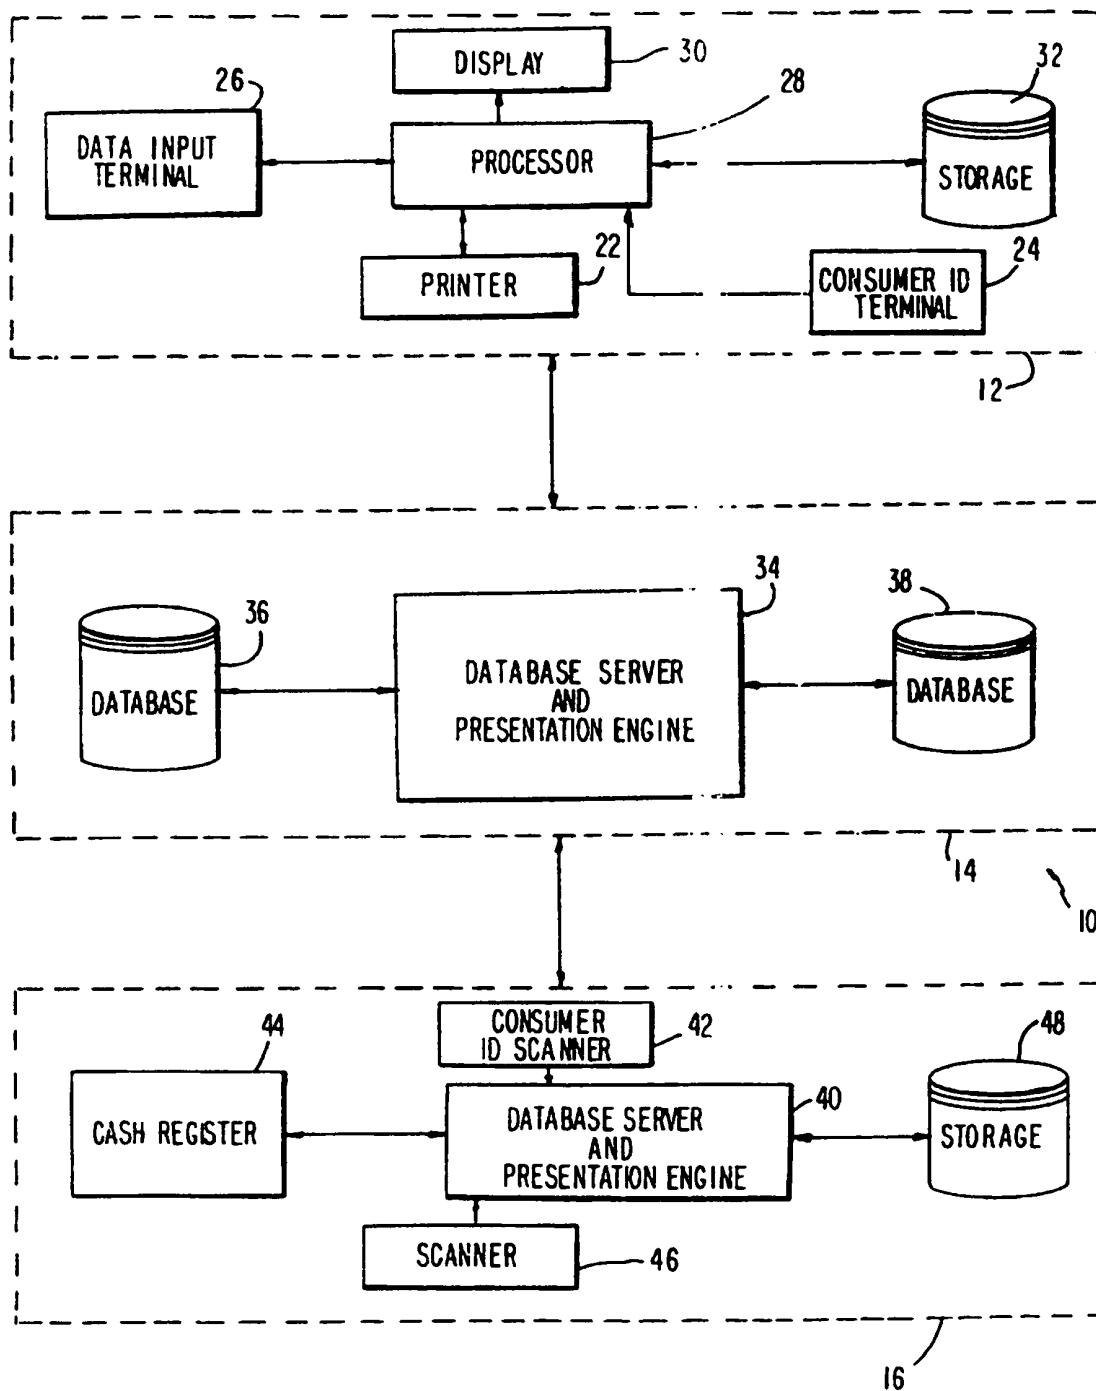 DISPLAY
30
32
26
28
DATA INPUT
TERMINAL
PROCESSOR
STORAGE
22
24
PRINTER
CONSUMER ID
TERMINAL
12
34
38
36
DATABASE
DATABASE SERVER
AND
PRESENTATION ENGINE
DATABASE
14
10
44
CONSUMER
ID SCANNER
42
48
40
CASH REGISTER
DATABASE SERVER
AND
PRESENTATION ENGINE
STORAGE
SCANNER
46
16